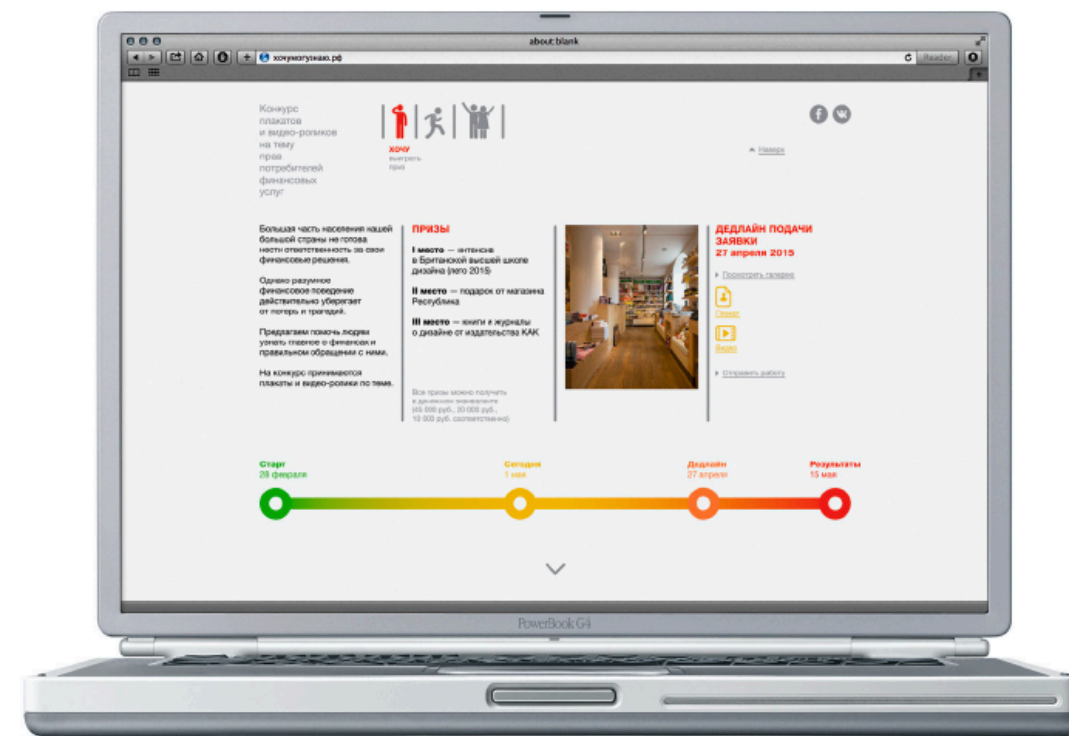 about:blank
хочумогузнаю.рф
Reader
Конкурс
плакатов
и видео-роликов
на тему
прав
потребителей
финансовых
услуг
ХОЧУ
выиграть
приз
Наверх
Большая часть населения нашей
большой страны не готова
нести ответственность за свои
финансовые решения.
Однако разумное
финансовое поведение
действительно уберегает
от потерь и трагедий.
Предлагаем помочь людям
узнать главное о финансах и
правильном обращении с ними.
На конкурс принимаются
плакаты и видео-ролики по теме.
ПРИЗЫ
I место — интенсив
в Британской высшей школе
дизайна (лето 2015)
II место — подарок от магазина
Республика
III место — книги и журналы
о дизайне от издательства КАК
Все призы можно получить
в денежном эквиваленте
(45 000 руб., 20 000 руб.,
10 000 руб. соответственно)
ДЕДЛАЙН ПОДАЧИ
ЗАЯВКИ
27 апреля 2015
Посмотреть галерею
Плакат
Видео
Отправить работу
Старт
28 февраля
Сегодня
1 мая
Дедлайн
27 апреля
Результаты
15 мая
PowerBook G4